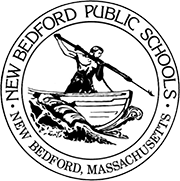 • NEW BEDFORD PUBLIC SCHOOLS •
NEW BEDFORD, MASSACHUSETTS